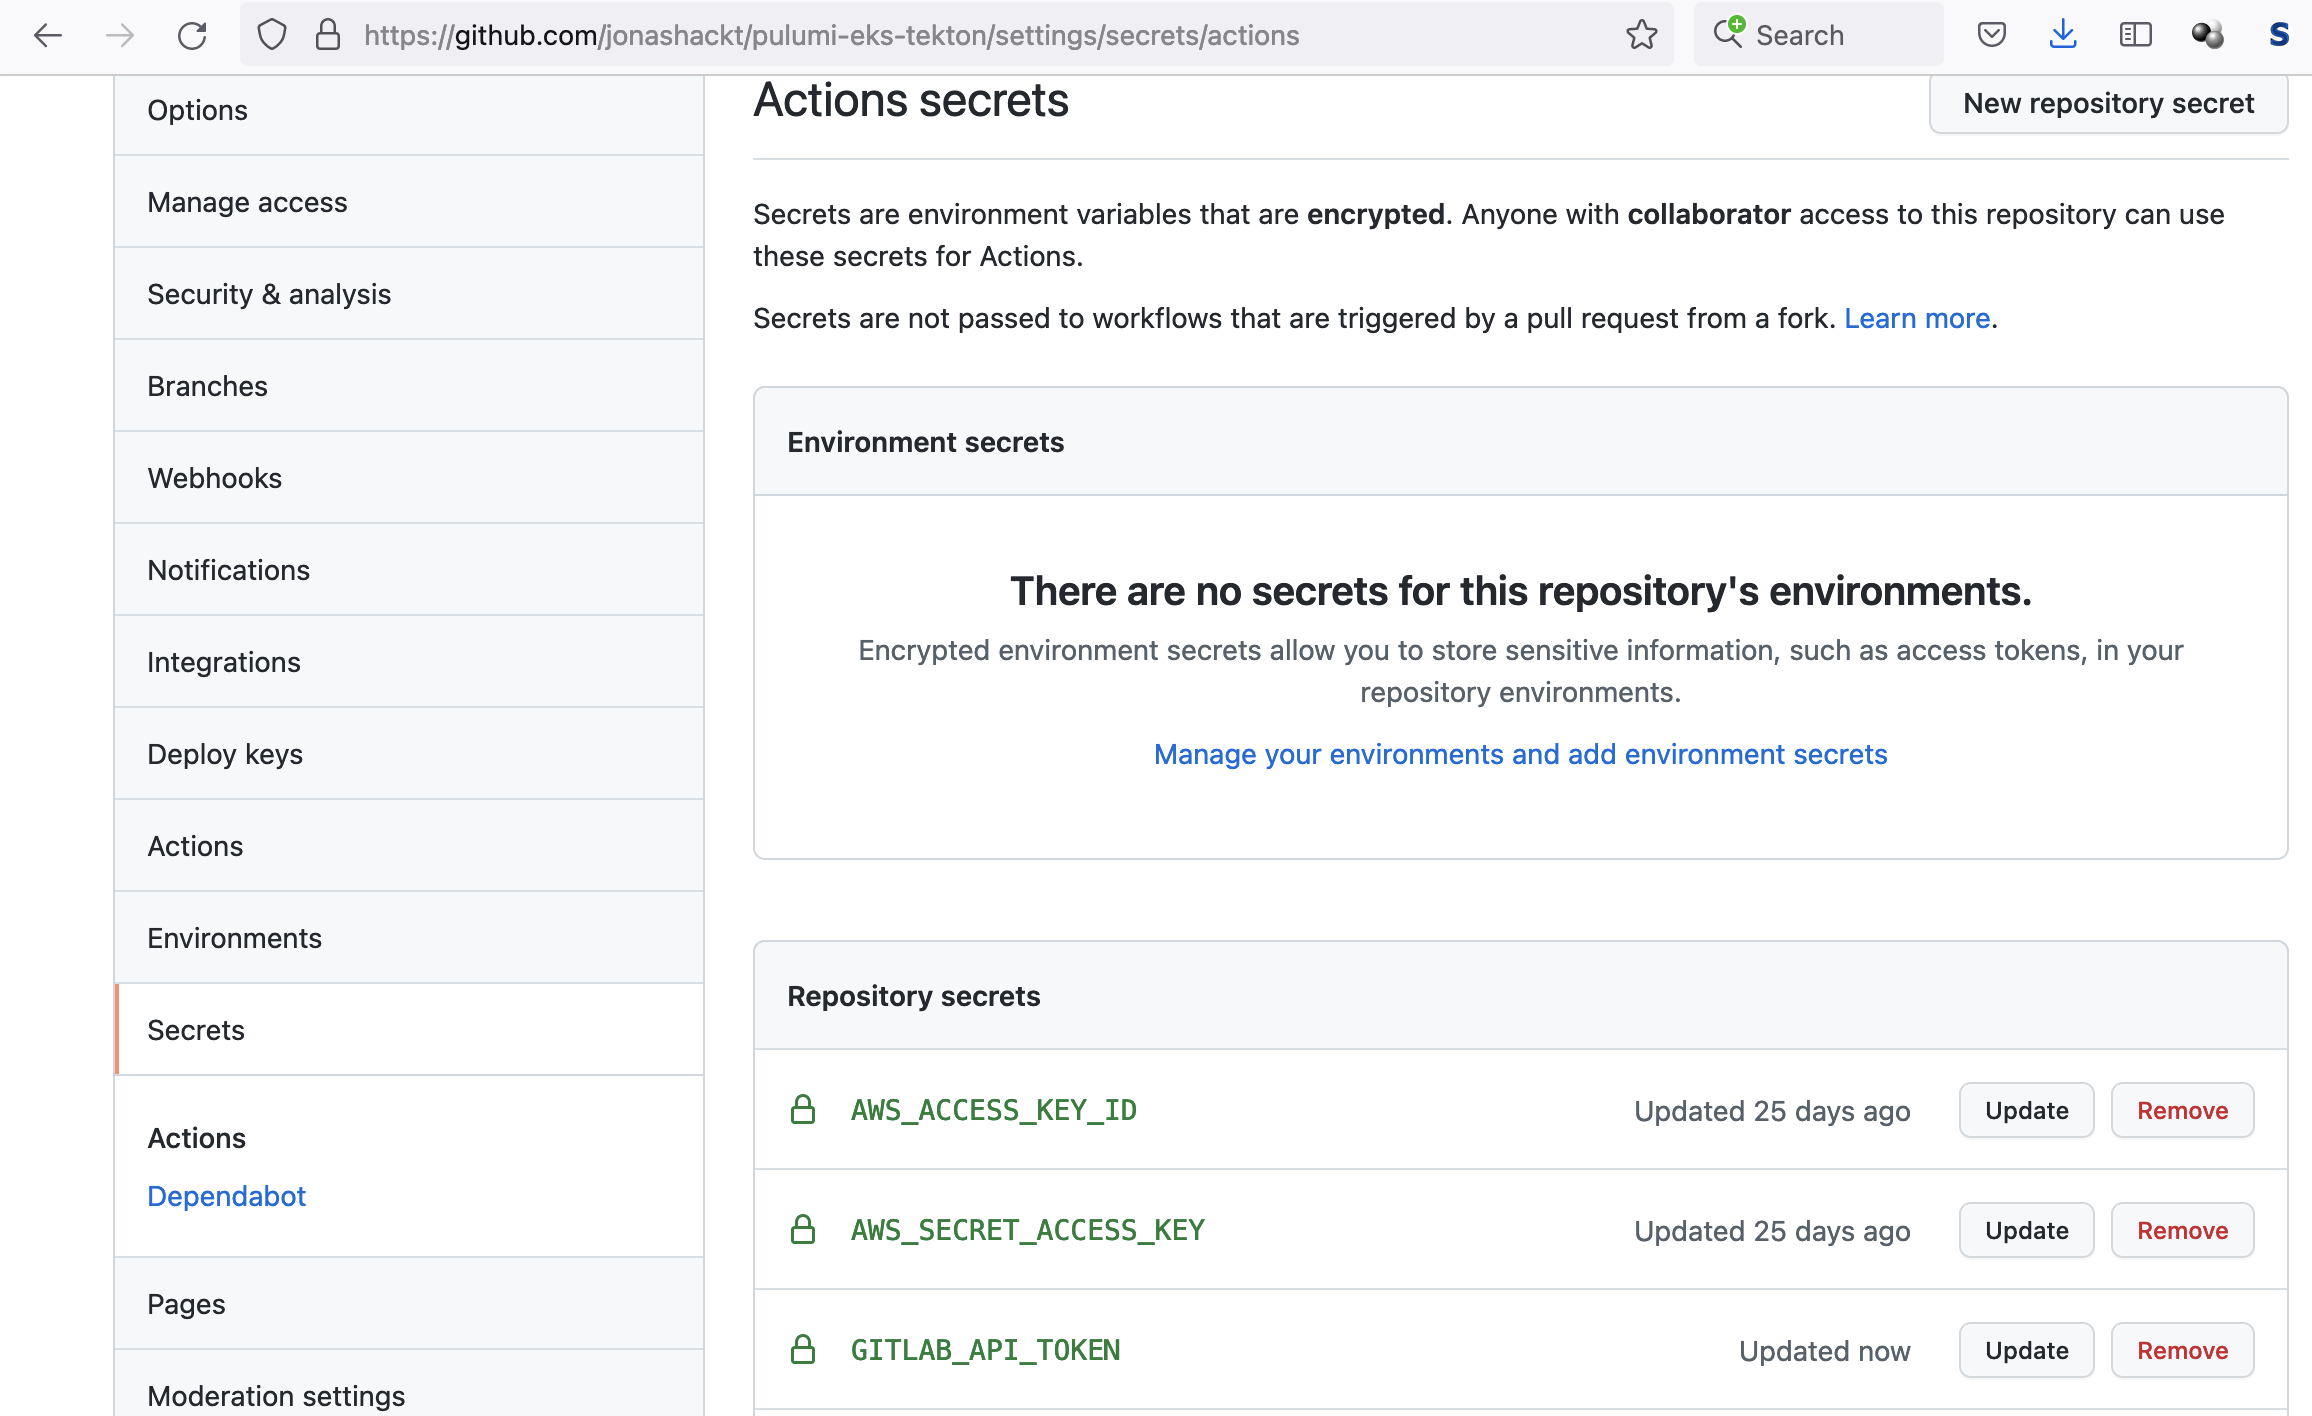 https://github.com/jonashackt/pulumi-eks-tekton/settings/secrets/actions
Search
S
Options
Manage access
Security & analysis
Branches
Webhooks
Notifications
Integrations
Deploy keys
Actions
Environments
Secrets
Actions
Dependabot
Pages
Moderation settings
Actions secrets
New repository secret
Secrets are environment variables that are encrypted. Anyone with collaborator access to this repository can use
these secrets for Actions.
Secrets are not passed to workflows that are triggered by a pull request from a fork. Learn more.
Environment secrets
There are no secrets for this repository's environments.
Encrypted environment secrets allow you to store sensitive information, such as access tokens, in your
repository environments.
Manage your environments and add environment secrets
Repository secrets
AWS_ACCESS_KEY_ID Updated 25 days ago Update Remove
AWS_SECRET_ACCESS_KEY Updated 25 days ago Update Remove
GITLAB_API_TOKEN Updated now Update Remove